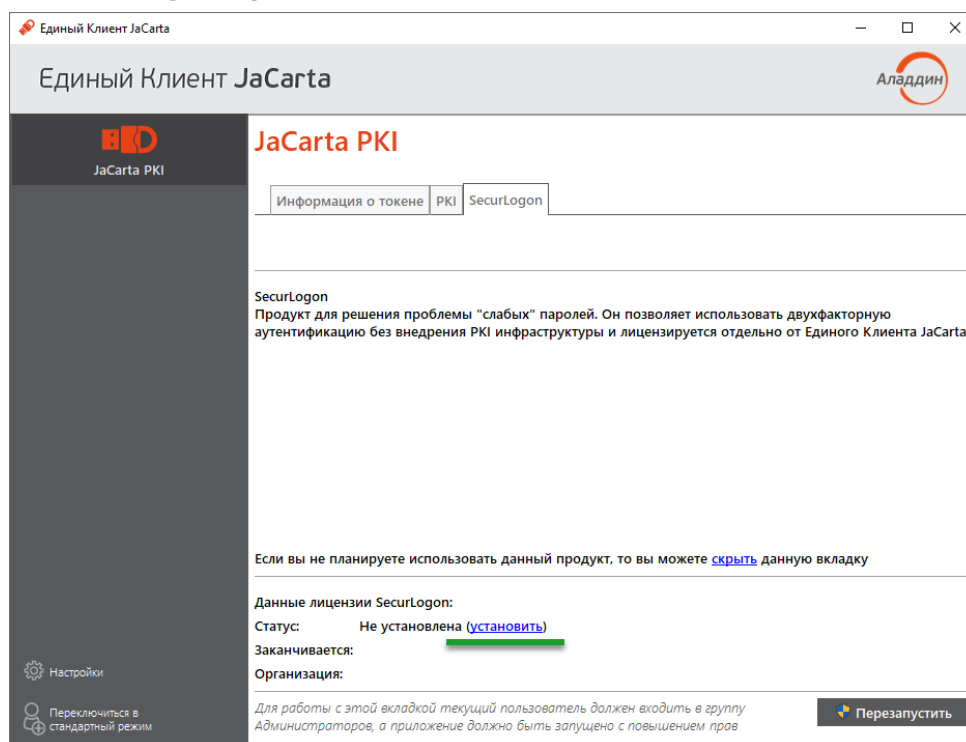 Единый Клиент JaCarta
Единый Клиент JaCarta
Аладдин
JaCarta PKI
JaCarta PKI
Информация о токене PKI SecurLogon
SecurLogon
Продукт для решения проблемы "слабых" паролей. Он позволяет использовать двухфакторную
аутентификацию без внедрения PKI инфраструктуры и лицензируется отдельно от Единого Клиента JaCarta
Если вы не планируете использовать данный продукт, то вы можете скрыть данную вкладку
Данные лицензии SecurLogon:
Статус: Не установлена (установить)
Заканчивается:
Организация:
Настройки
Переключиться в
стандартный режим
Для работы с этой вкладкой текущий пользователь должен входить в группу
Администраторов, а приложение должно быть запущено с повышением прав
Перезапустить